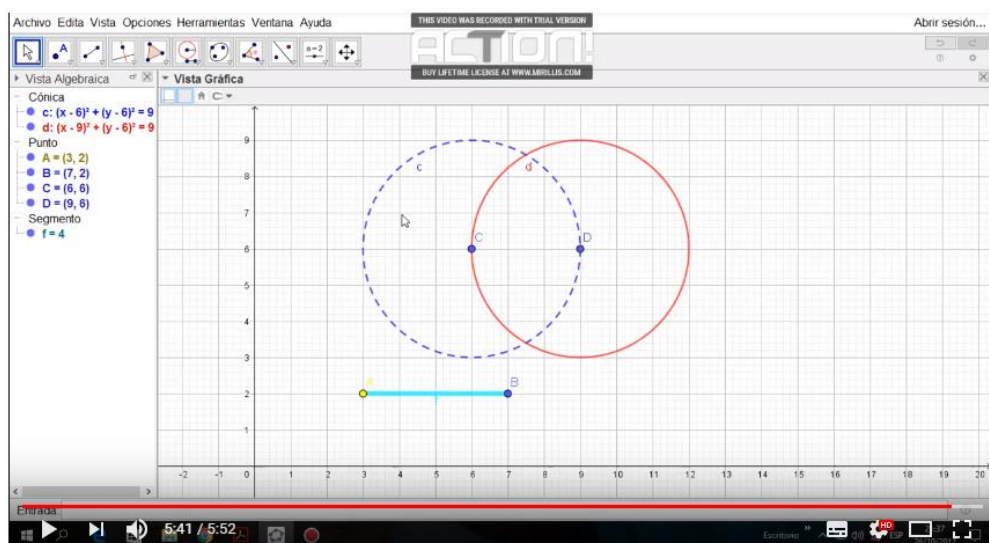 Archivo Edita Vista Opciones Herramientas Ventana Ayuda
THIS VIDEO WAS RECORDED WITH TRIAL VERSION
Abrir sesión...
ACTION!
BUY LIFETIME LICENSE AT WWW.MIRILLIS.COM
A
a=2
Vista Algebraica
Vista Gráfica
Cónica
c: (x - 6)² + (y - 6)² = 9
d: (x - 9)² + (y - 6)² = 9
Punto
A = (3, 2)
B = (7, 2)
C = (6, 6)
D = (9, 6)
Segmento
f = 4
9
8
7
6
5
4
3
2
1
c
d
C
D
A
B
f
-2 -1 0 1 2 3 4 5 6 7 8 9 10 11 12 13 14 15 16 17 18 19 20
Entrada:
5:41 / 5:52
Escritorio
HD
ESP